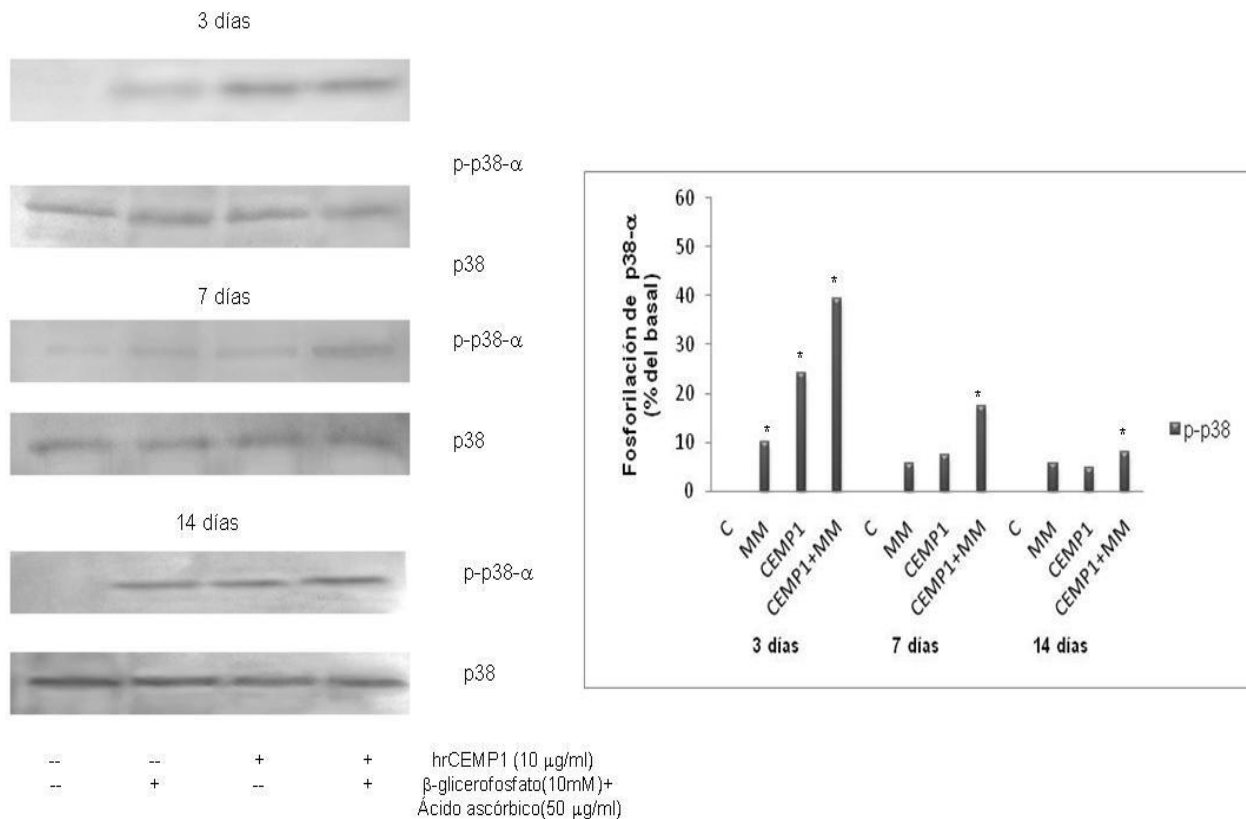 3 días
p-p38-α
p38
7 días
p-p38-α
p38
14 días
p-p38-α
p38
-- -- + + hrCEMP1 (10 µg/ml)
-- + -- + β-glicerofosfato(10mM)+
Ácido ascórbico(50 µg/ml)
Fosforilación de p38-α
(% del basal)
60
50
40
30
20
10
0
* * * * *
C MM CEMP1 CEMP1+MM C MM CEMP1 CEMP1+MM C MM CEMP1 CEMP1+MM
3 días 7 días 14 días
p-p38